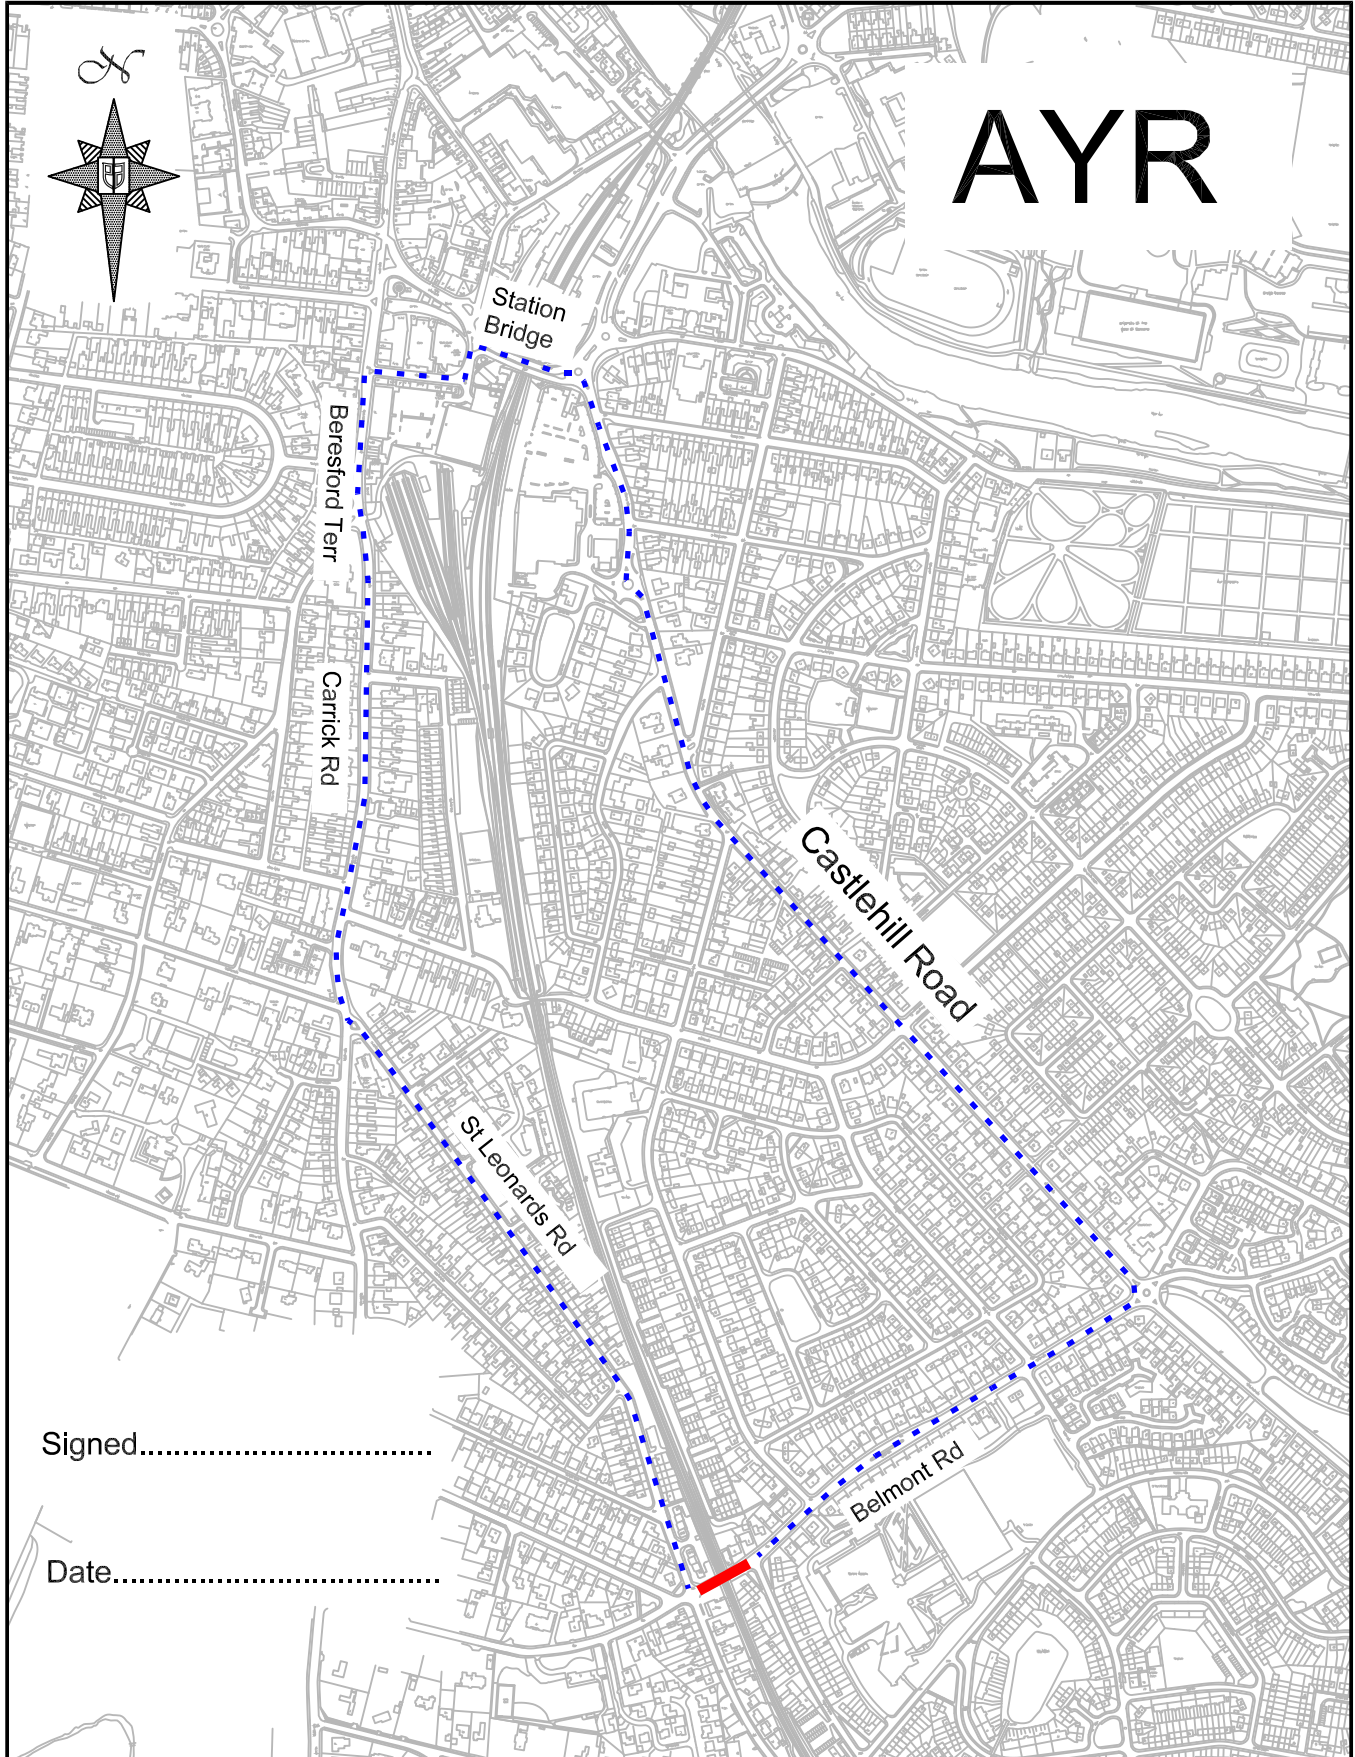 N
AYR
Station
Bridge
Beresford Terr
Carrick Rd
Castlehill Road
St Leonards Rd
Belmont Rd
Signed................................
Date....................................